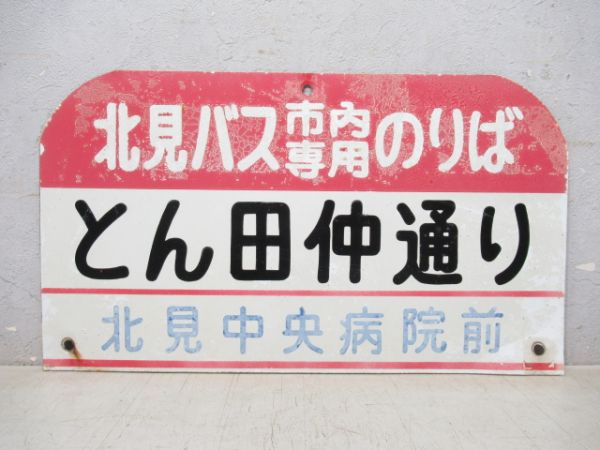 北見バス市内専用のりば
とん田仲通り
北見中央病院前